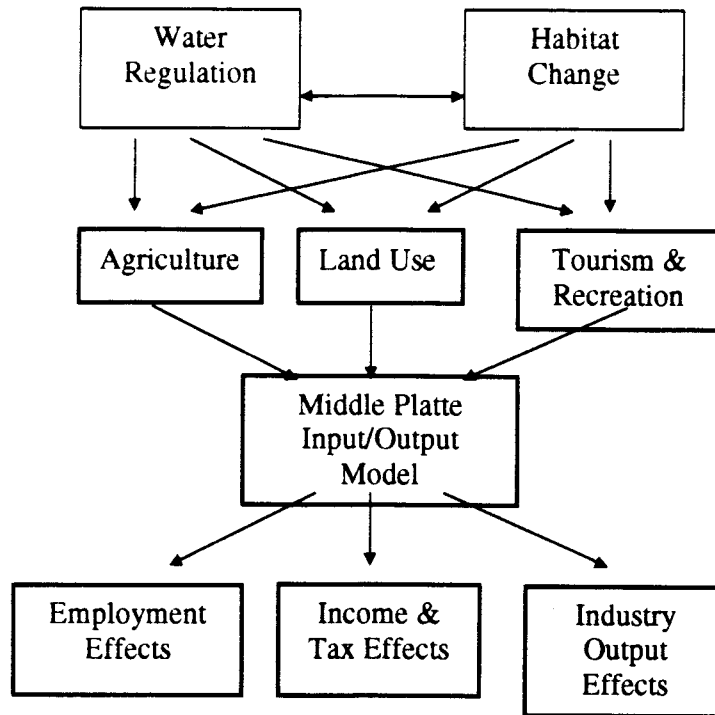 Water
Regulation
Habitat
Change
Agriculture
Land Use
Tourism &
Recreation
Middle Platte
Input/Output
Model
Employment
Effects
Income &
Tax Effects
Industry
Output
Effects